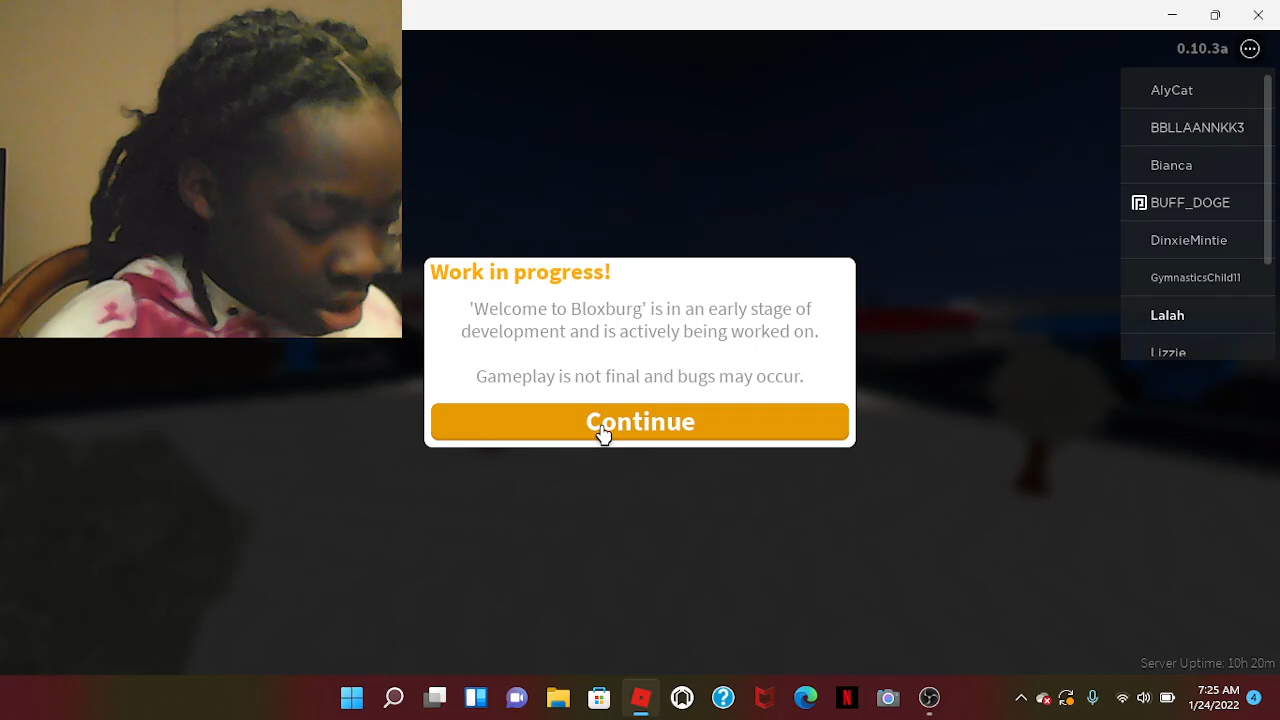 0.10.3a
AlyCat
BBLLAANNKK3
Bianca
BUFF_DOGE
DinxieMintie
GymnasticsChild11
Lalah
Lizzie
Work in progress!
'Welcome to Bloxburg' is in an early stage of
development and is actively being worked on.
Gameplay is not final and bugs may occur.
Continue
Server Uptime: 10h 20m
N
7:25 AM
1/24/2022
4